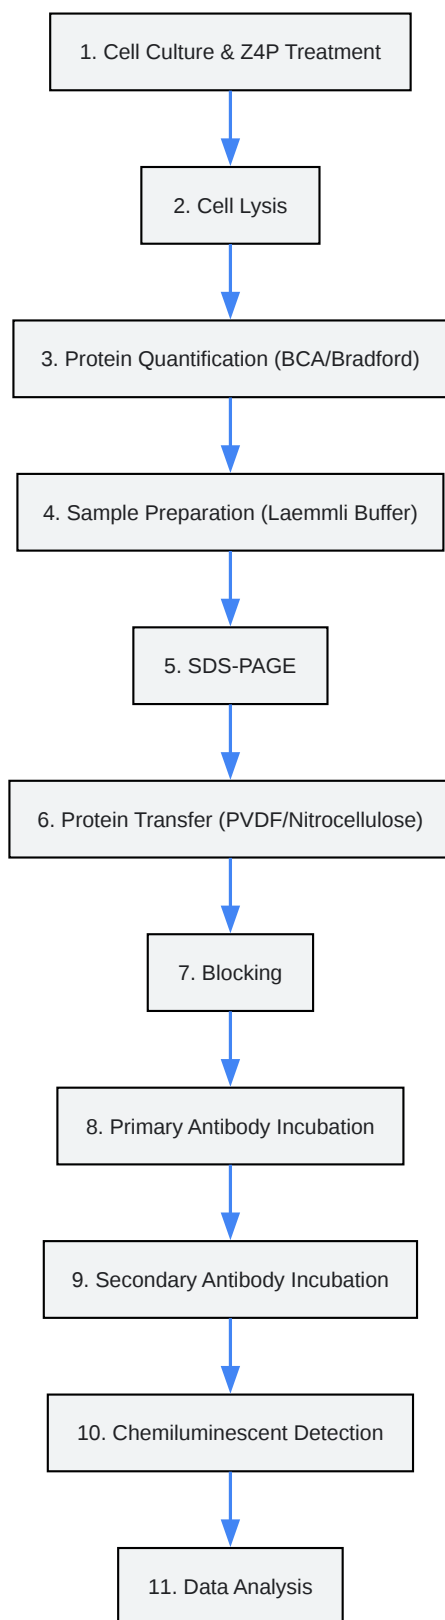 1. Cell Culture & Z4P Treatment
2. Cell Lysis
3. Protein Quantification (BCA/Bradford)
4. Sample Preparation (Laemmli Buffer)
5. SDS-PAGE
6. Protein Transfer (PVDF/Nitrocellulose)
7. Blocking
8. Primary Antibody Incubation
9. Secondary Antibody Incubation
10. Chemiluminescent Detection
11. Data Analysis